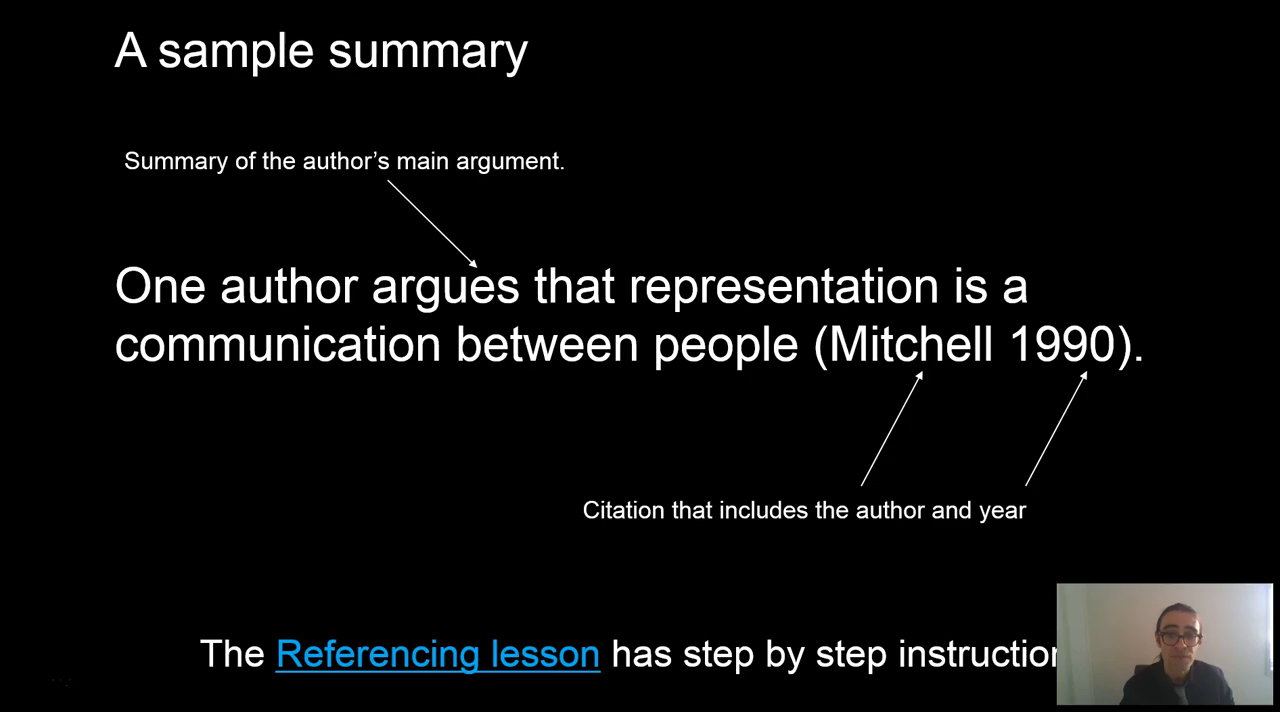 A sample summary
Summary of the author’s main argument.
One author argues that representation is a
communication between people (Mitchell 1990).
Citation that includes the author and year
The Referencing lesson has step by step